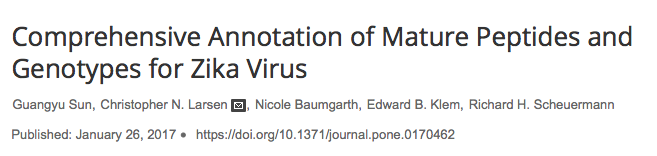 Comprehensive Annotation of Mature Peptides and
Genotypes for Zika Virus
Guangyu Sun, Christopher N. Larsen, Nicole Baumgarth, Edward B. Klem, Richard H. Scheuermann
Published: January 26, 2017 • https://doi.org/10.1371/journal.pone.0170462